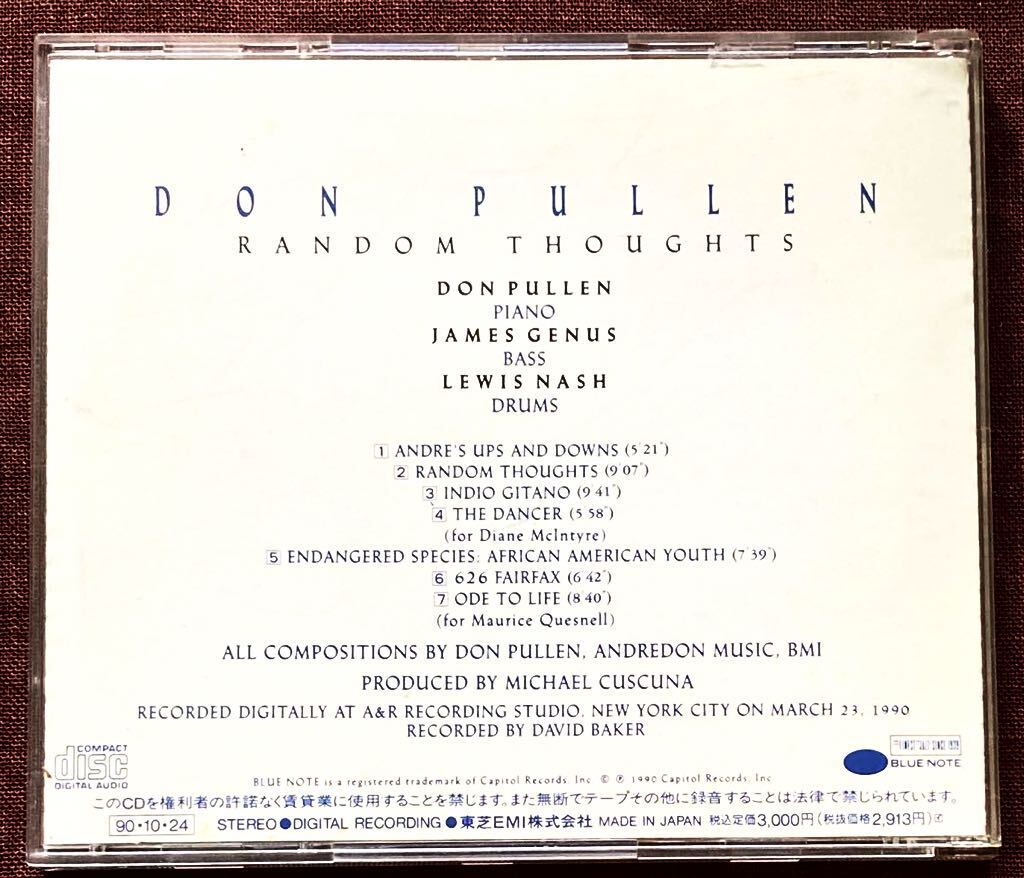 DON PULLEN
RANDOM THOUGHTS
DON PULLEN
PIANO
JAMES GENUS
BASS
LEWIS NASH
DRUMS
1 ANDRE'S UPS AND DOWNS (5'21")
2 RANDOM THOUGHTS (9'07")
3 INDIO GITANO (9'41")
4 THE DANCER (5'58")
(for Diane McIntyre)
5 ENDANGERED SPECIES: AFRICAN AMERICAN YOUTH (7'39")
6 626 FAIRFAX (6'42")
7 ODE TO LIFE (8'40")
(for Maurice Quesnell)
ALL COMPOSITIONS BY DON PULLEN, ANDREDON MUSIC, BMI
PRODUCED BY MICHAEL CUSCUNA
RECORDED DIGITALLY AT A&R RECORDING STUDIO, NEW YORK CITY ON MARCH 23, 1990
RECORDED BY DAVID BAKER
COMPACT
disc
DIGITAL AUDIO
BLUE NOTE
BLUE NOTE is a registered trademark of Capitol Records, Inc © ℗ 1990 Capitol Records, Inc
このCDを権利者の許諾なく賃貸業に使用することを禁じます。また無断でテープその他に録音することは法律で禁じられています。
90・10・24 STEREO●DIGITAL RECORDING●東芝EMI株式会社 MADE IN JAPAN 税込定価3,000円(税抜価格2,913円)